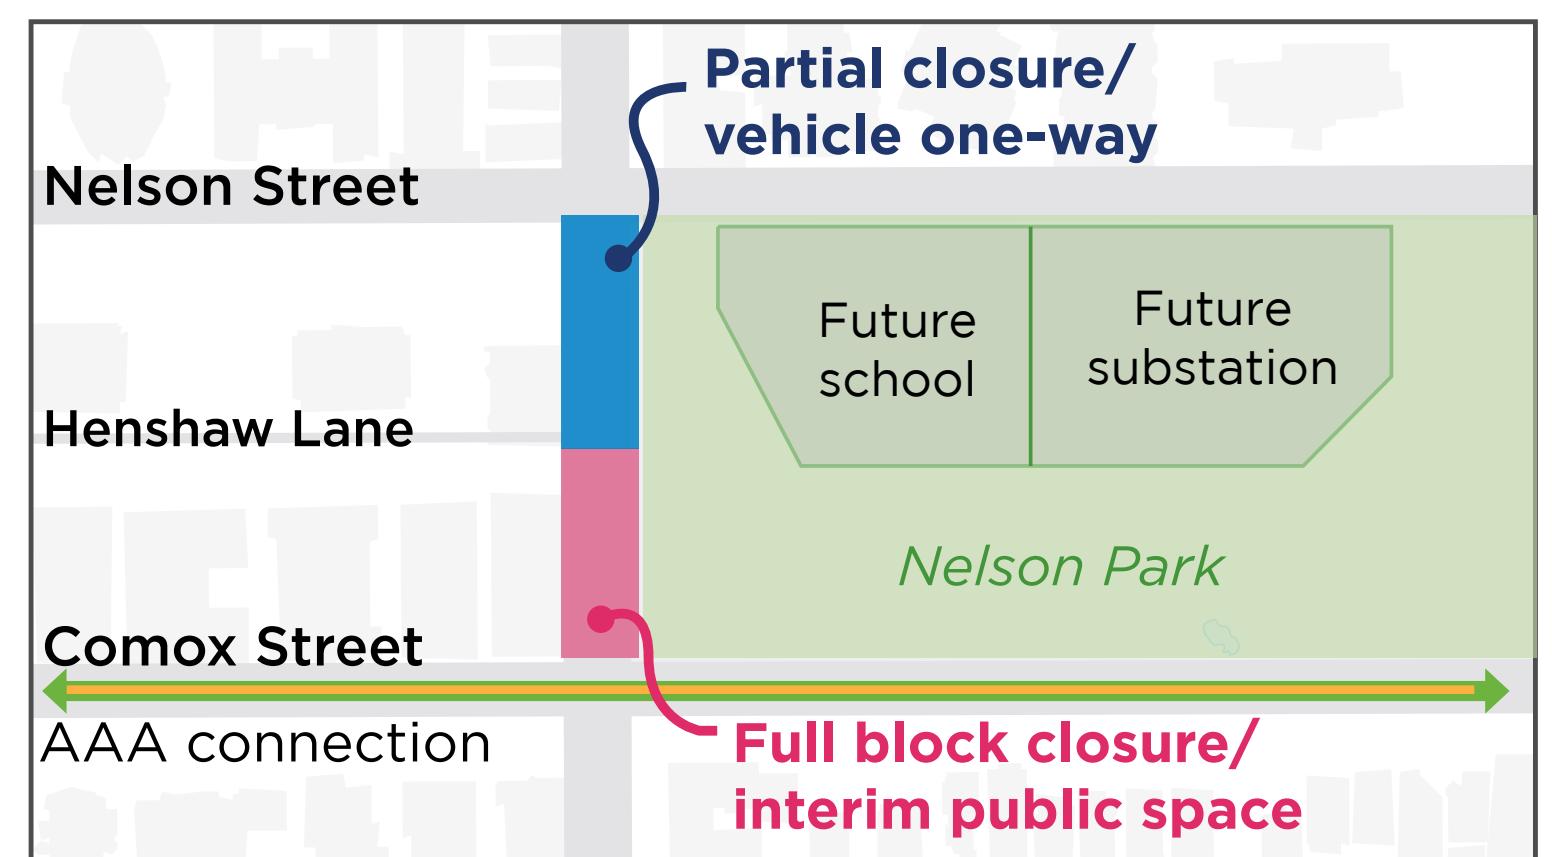 Partial closure/
vehicle one-way
Nelson Street
Future
school
Future
substation
Henshaw Lane
Nelson Park
Comox Street
AAA connection
Full block closure/
interim public space